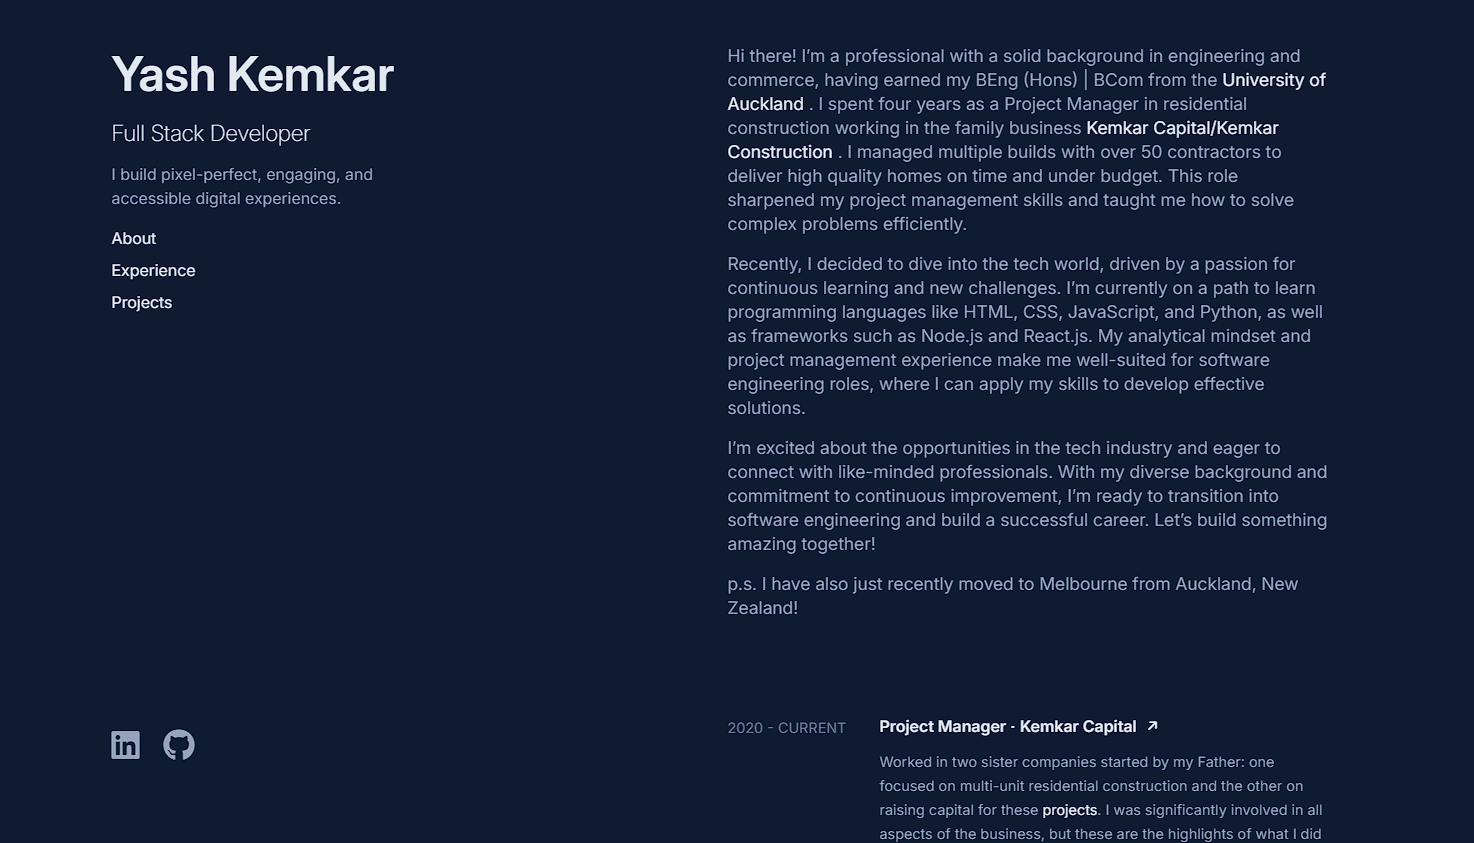 Yash Kemkar
Full Stack Developer
I build pixel-perfect, engaging, and
accessible digital experiences.
About
Experience
Projects
in
Hi there! I’m a professional with a solid background in engineering and
commerce, having earned my BEng (Hons) | BCom from the University of
Auckland . I spent four years as a Project Manager in residential
construction working in the family business Kemkar Capital/Kemkar
Construction . I managed multiple builds with over 50 contractors to
deliver high quality homes on time and under budget. This role
sharpened my project management skills and taught me how to solve
complex problems efficiently.
Recently, I decided to dive into the tech world, driven by a passion for
continuous learning and new challenges. I’m currently on a path to learn
programming languages like HTML, CSS, JavaScript, and Python, as well
as frameworks such as Node.js and React.js. My analytical mindset and
project management experience make me well-suited for software
engineering roles, where I can apply my skills to develop effective
solutions.
I’m excited about the opportunities in the tech industry and eager to
connect with like-minded professionals. With my diverse background and
commitment to continuous improvement, I’m ready to transition into
software engineering and build a successful career. Let’s build something
amazing together!
p.s. I have also just recently moved to Melbourne from Auckland, New
Zealand!
2020 - CURRENT
Project Manager · Kemkar Capital
Worked in two sister companies started by my Father: one
focused on multi-unit residential construction and the other on
raising capital for these projects. I was significantly involved in all
aspects of the business, but these are the highlights of what I did